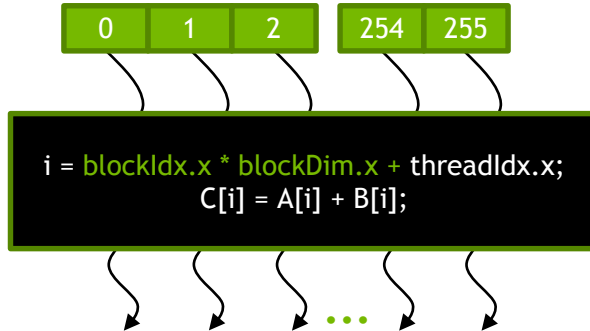 0 1 2 254 255
i = blockIdx.x * blockDim.x + threadIdx.x;
C[i] = A[i] + B[i];
...